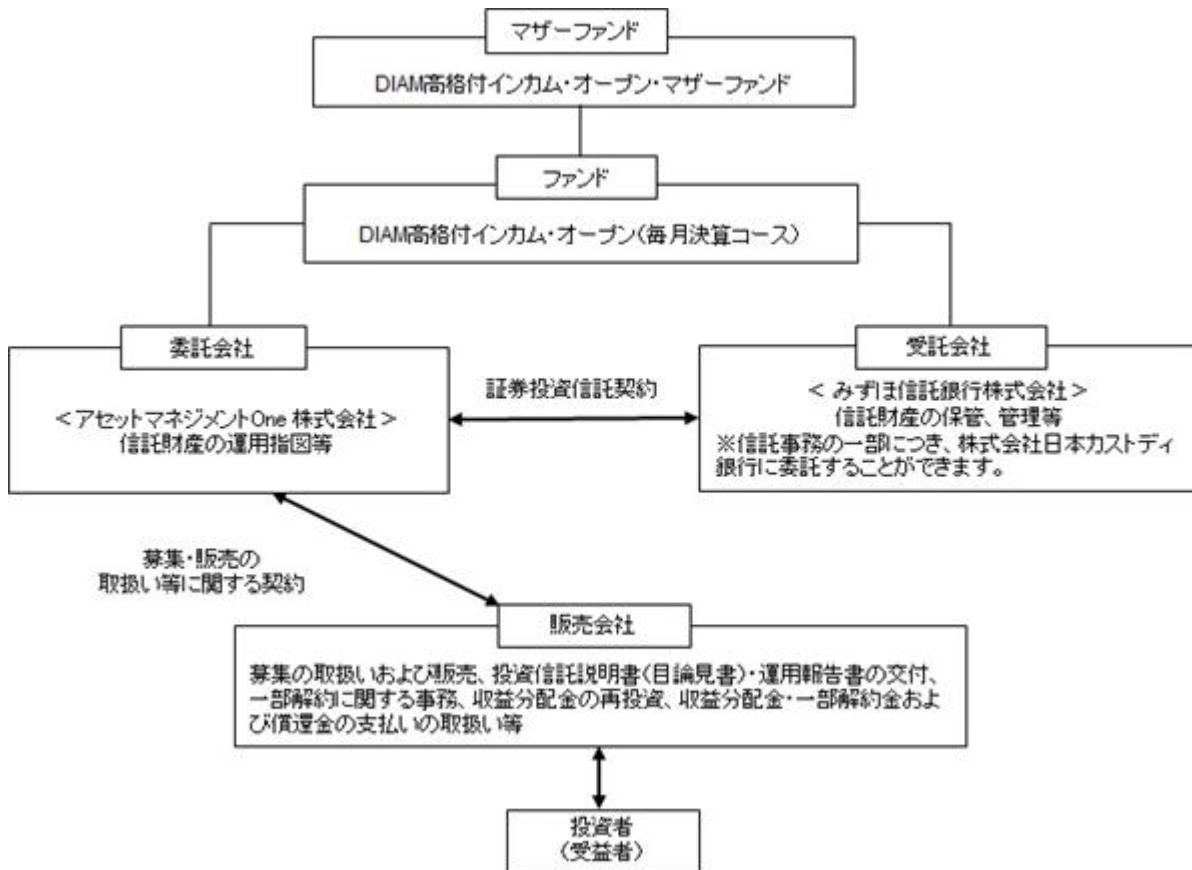 マザーファンド
DIAM高格付インカム・オープン・マザーファンド
ファンド
DIAM高格付インカム・オープン(毎月決算コース)
委託会社
<アセットマネジメントOne 株式会社>
信託財産の運用指図等
証券投資信託契約
受託会社
< みずほ信託銀行株式会社 >
信託財産の保管、管理等
※信託事務の一部につき、株式会社日本カストディ
銀行に委託することができます。
募集・販売の
取扱い等に関する契約
販売会社
募集の取扱いおよび販売、投資信託説明書(目論見書)・運用報告書の交付、
一部解約に関する事務、収益分配金の再投資、収益分配金・一部解約金およ
び償還金の支払いの取扱い等
投資者
(受益者)